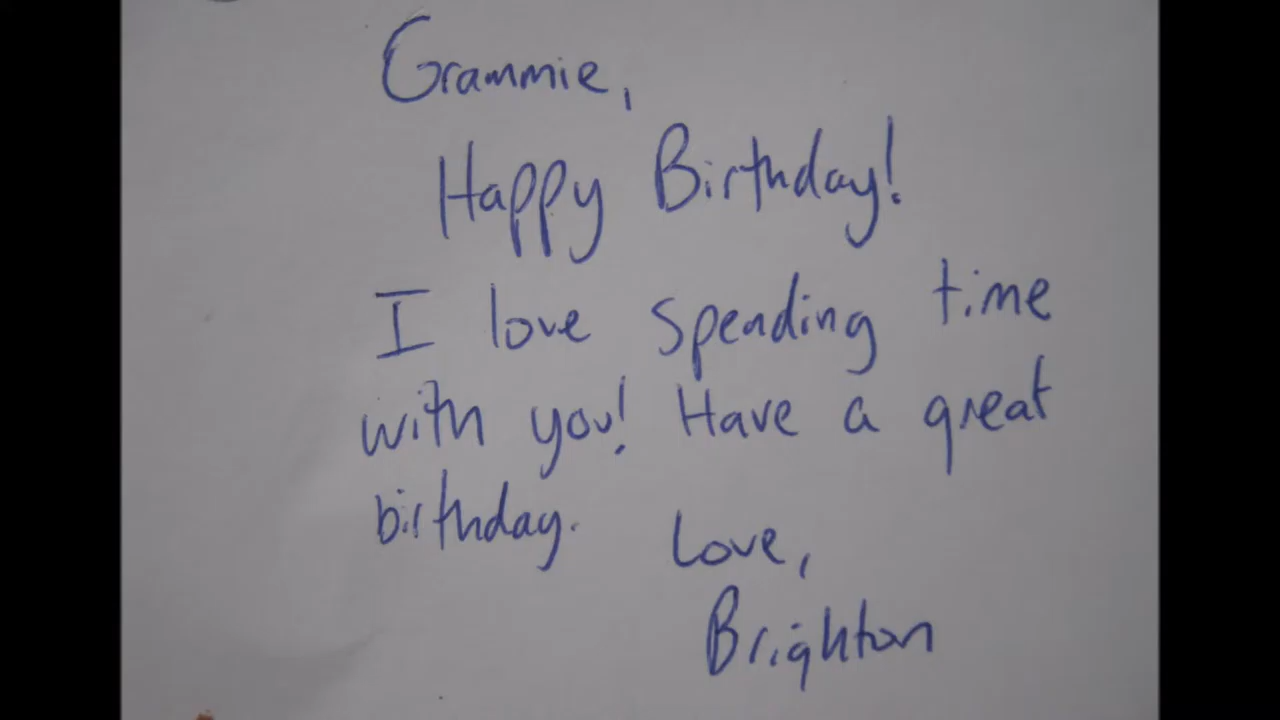 Grammie,
Happy Birthday!
I love spending time
with you! Have a great
birthday.
Love,
Brighton